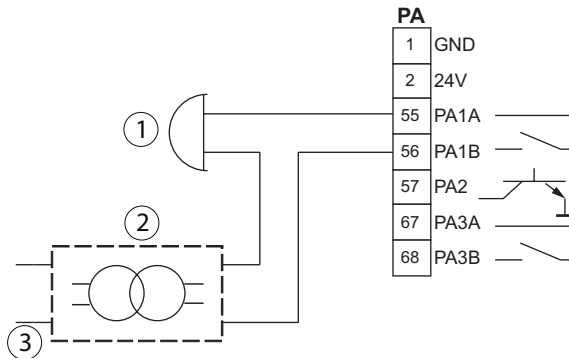 PA
1 GND
2 24V
55 PA1A
1
56 PA1B
57 PA2
2
67 PA3A
68 PA3B
3